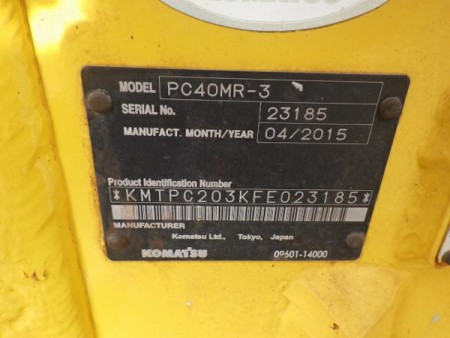 MODEL PC40MR-3
SERIAL No. 23185
MANUFACT. MONTH/YEAR 04/2015
Product Identification Number
*KMTPC203KFE023185*
MANUFACTURER
Komatsu Ltd., Tokyo, Japan
KOMATSU 09601-14000